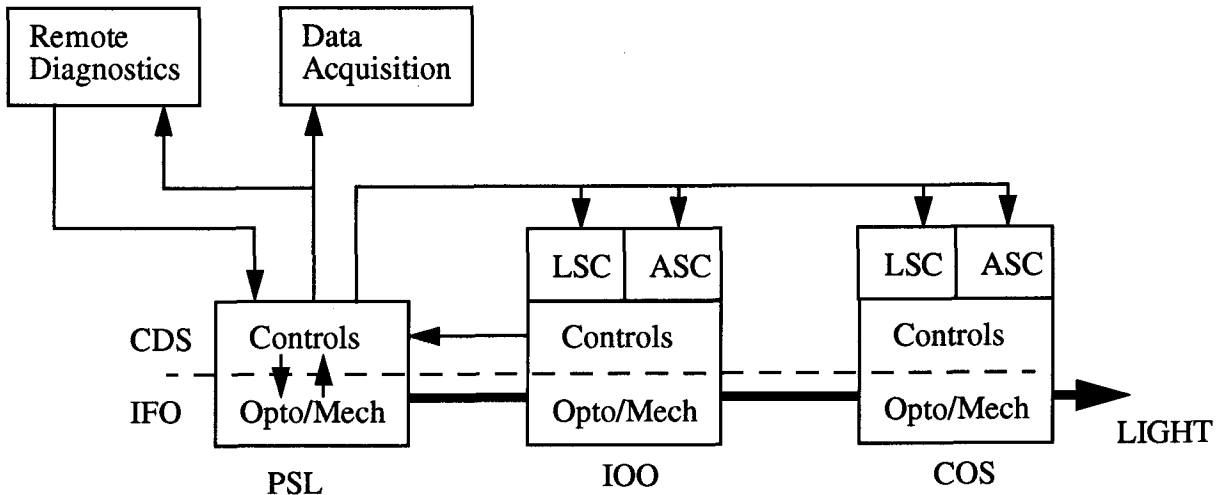 Remote
Diagnostics
Data
Acquisition
LSC ASC
LSC ASC
CDS
Controls
Controls
Controls
IFO
Opto/Mech
Opto/Mech
Opto/Mech
LIGHT
PSL
IOO
COS